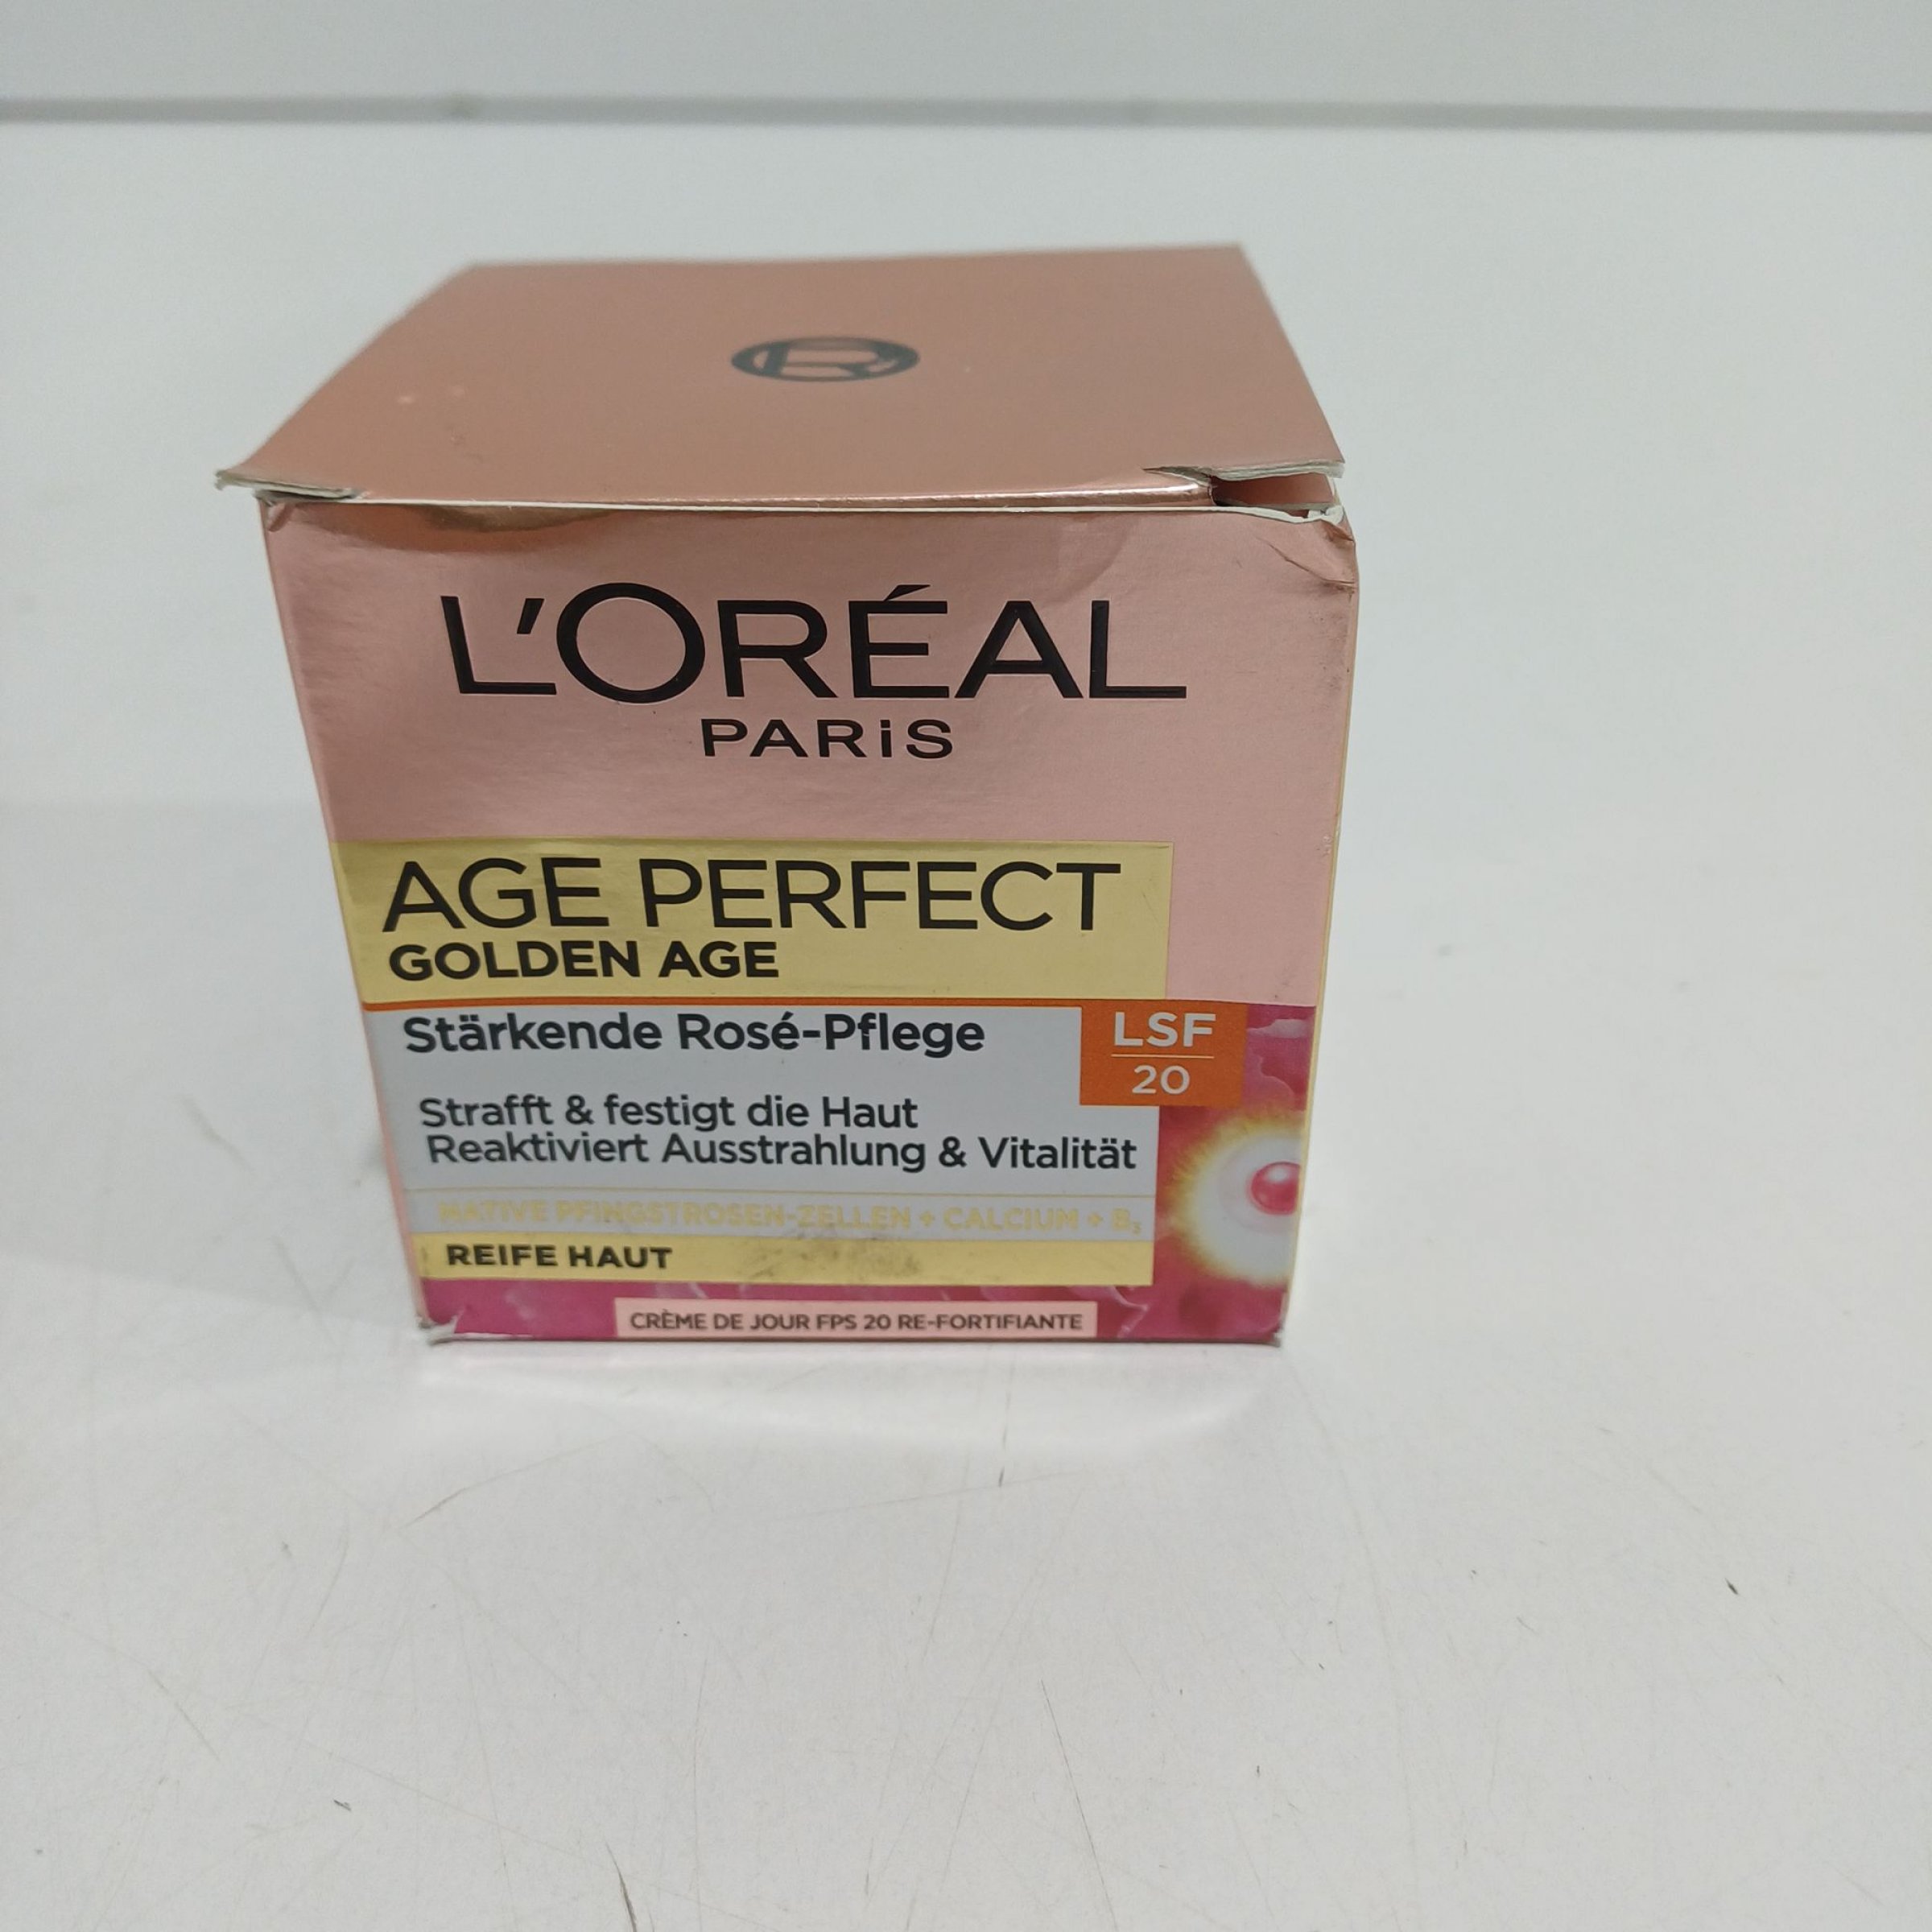 L'ORÉAL
PARiS
AGE PERFECT
GOLDEN AGE
Stärkende Rosé-Pflege
LSF
20
Strafft & festigt die Haut
Reaktiviert Ausstrahlung & Vitalität
NATIVE PFINGSTROSEN-ZELLEN + CALCIUM + B₃
REIFE HAUT
CRÈME DE JOUR FPS 20 RE-FORTIFIANTE